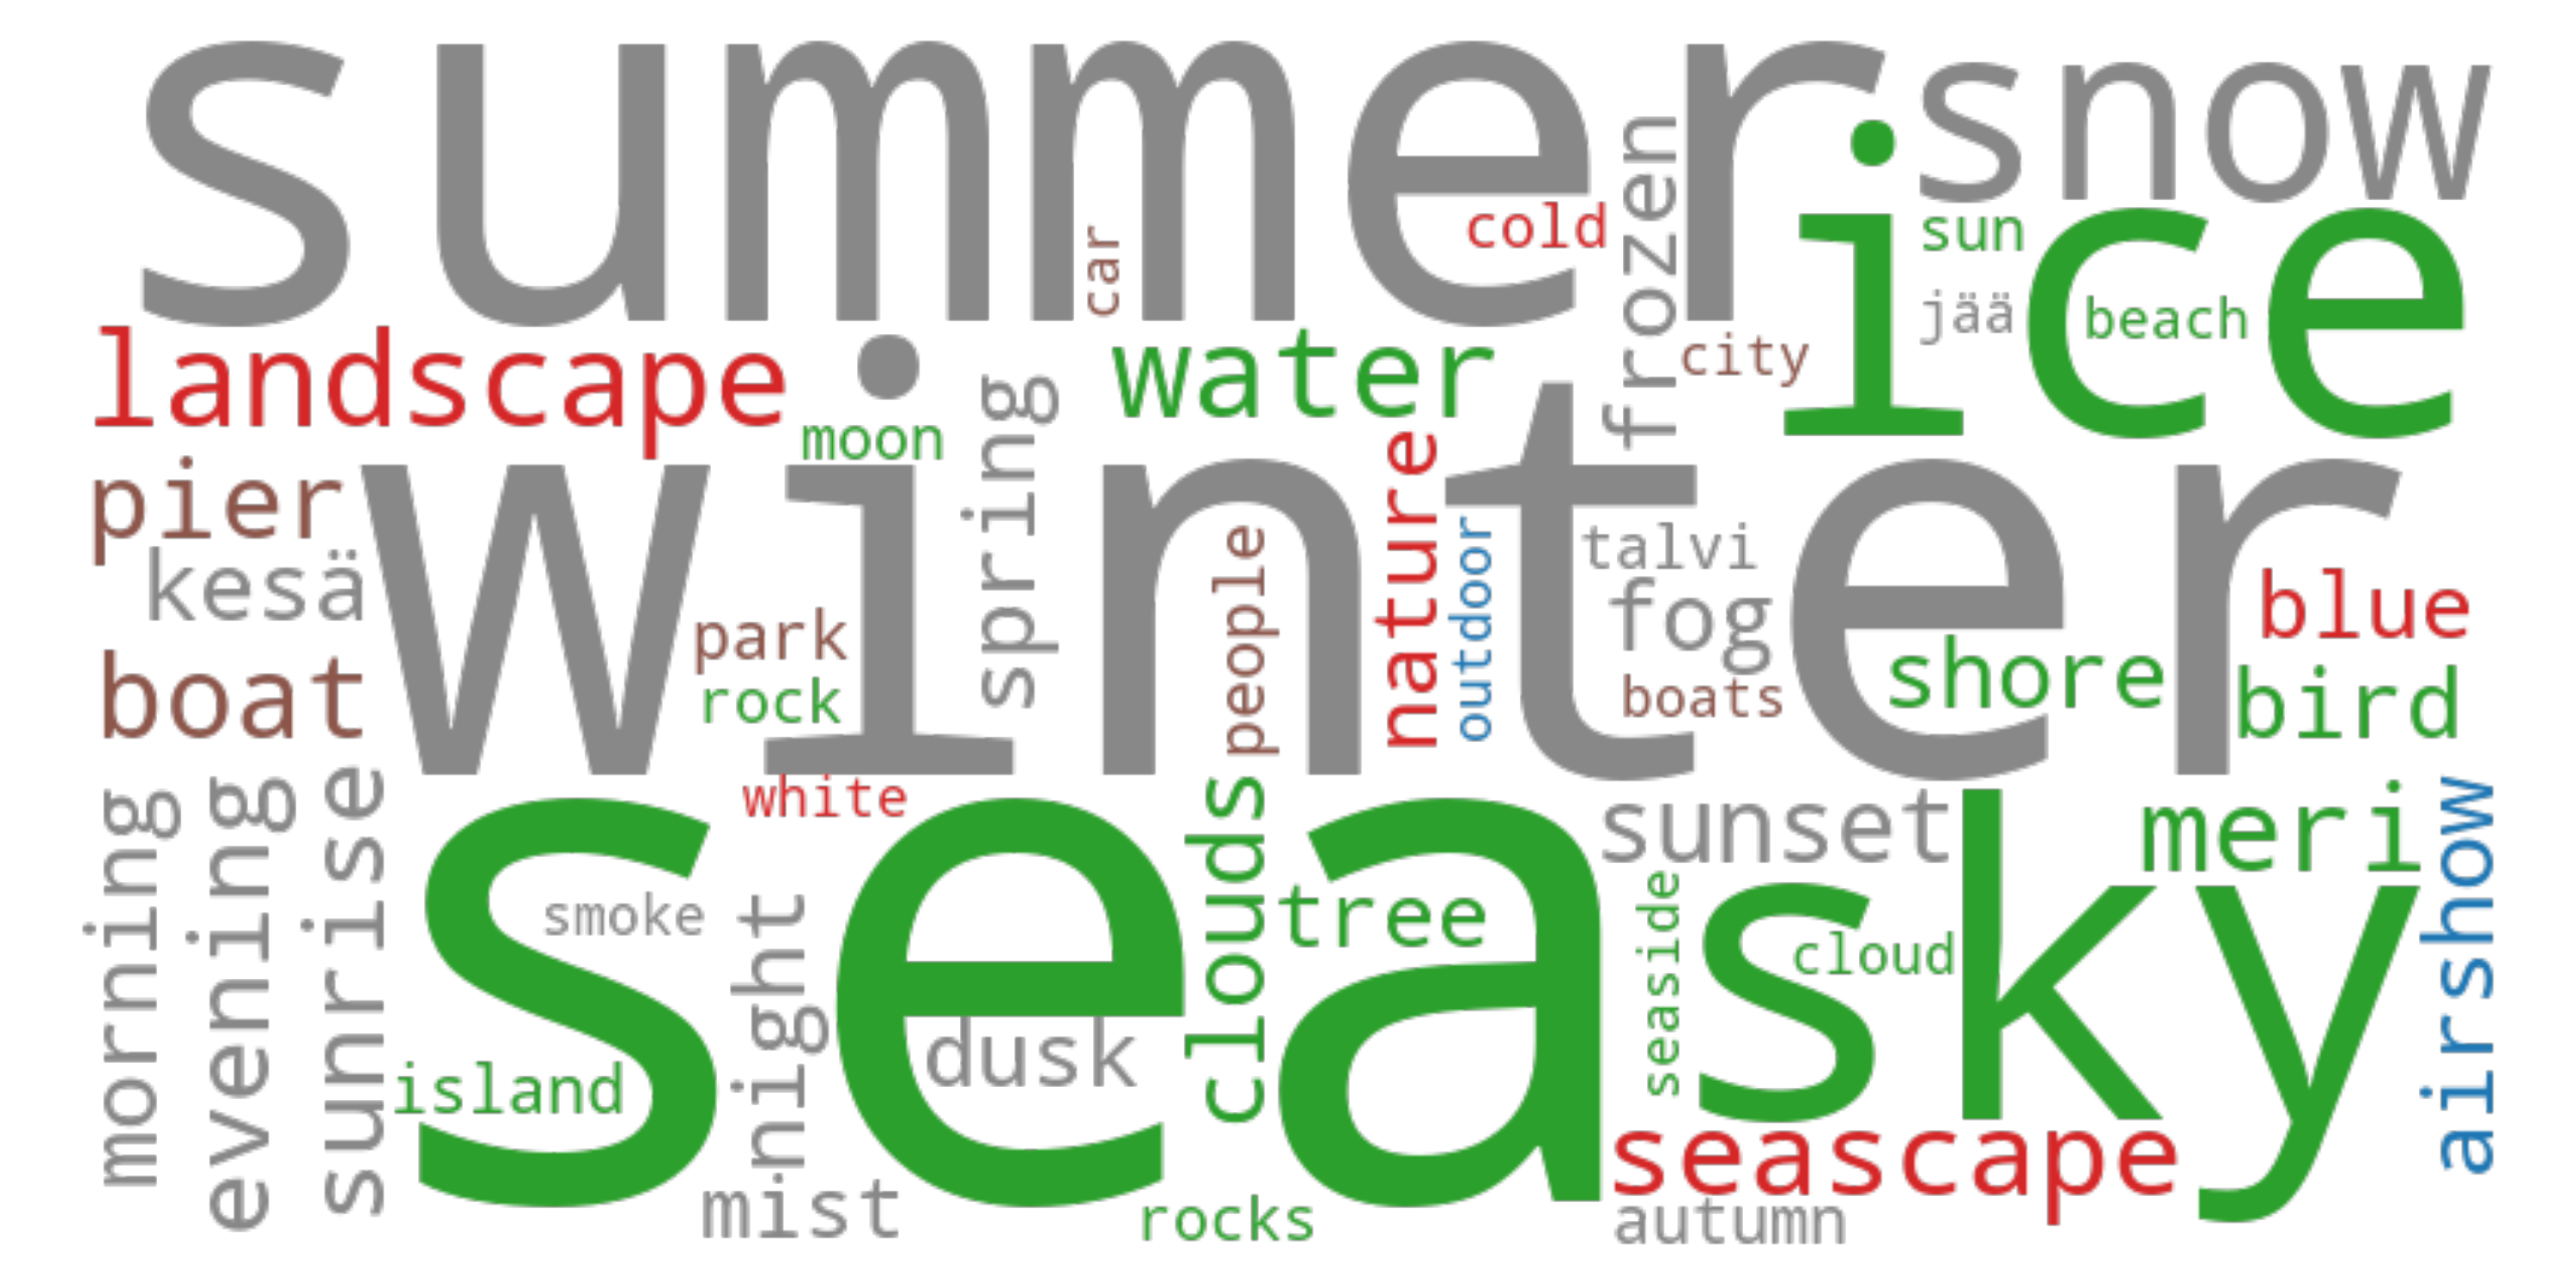 summer
snow
frozen
ice
cold
sun
car
jää
beach
landscape
water
city
moon
spring
nature
winter
pier
talvi
outdoor
people
kesä
fog
blue
park
shore
boat
rock
boats
bird
white
morning
evening
sunrise
sea
clouds
sunset
meri
airshow
sky
smoke
night
tree
seaside
cloud
dusk
island
seascape
mist
rocks
autumn